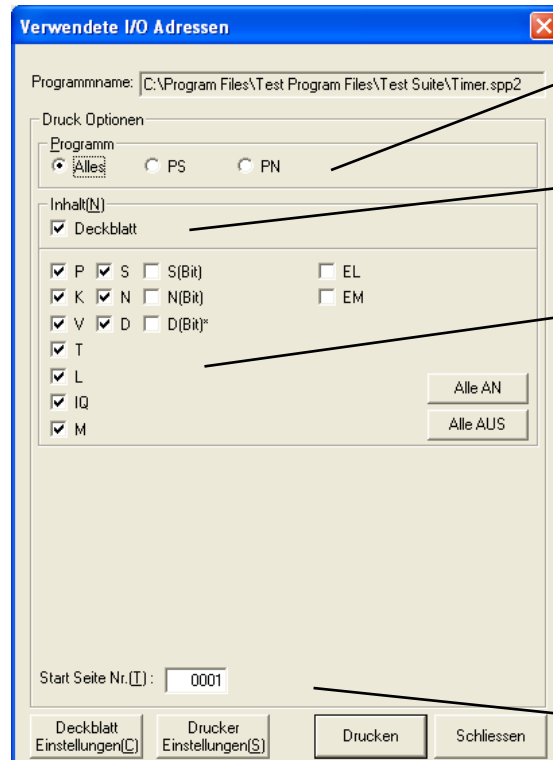 Verwendete I/O Adressen
Programmname: C:\Program Files\Test Program Files\Test Suite\Timer.spp2
Druck Optionen
Programm
Alles PS PN
Inhalt(N)
Deckblatt
P S S(Bit) EL
K N N(Bit) EM
V D D(Bit)*
T
L
IQ
M
Alle AN
Alle AUS
Start Seite Nr.(T) : 0001
Deckblatt Einstellungen(C)
Drucker Einstellungen(S)
Drucken
Schliessen